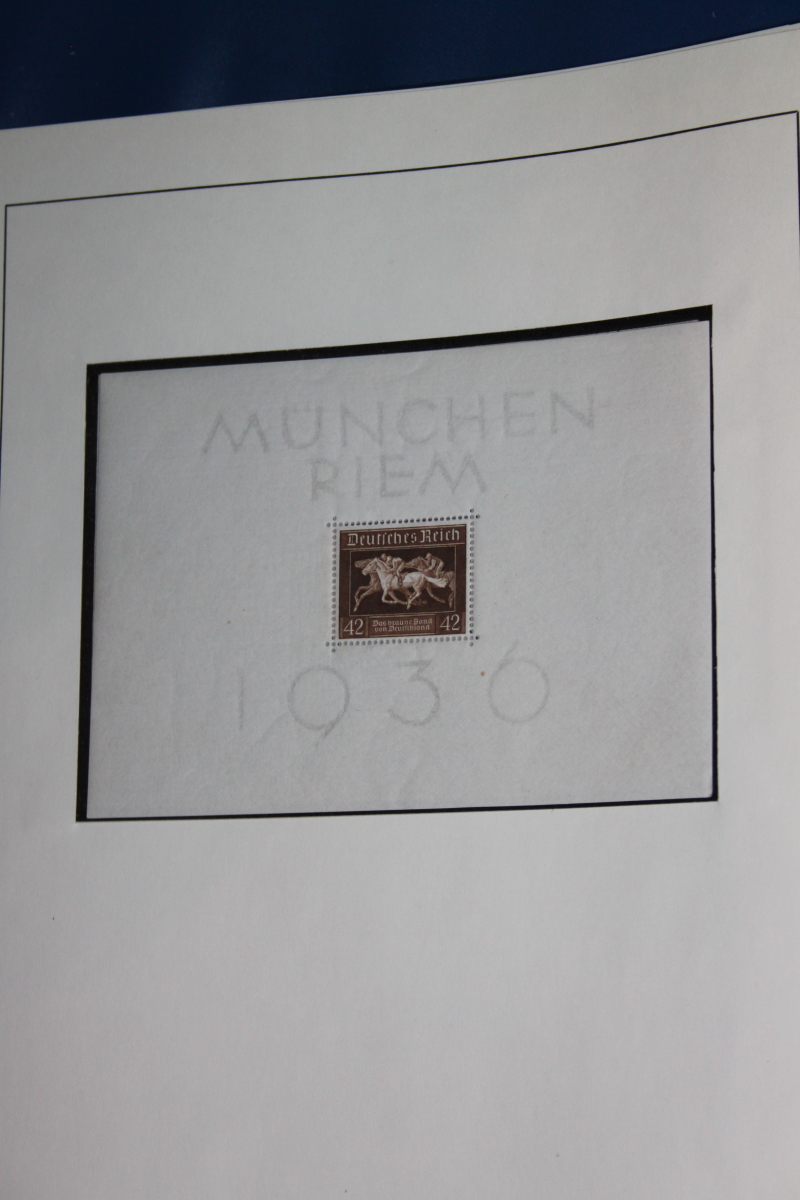 MÜNCHEN
RIEM
Deutsches Reich
42 Das Braune Band 42
von Deutschland
1936